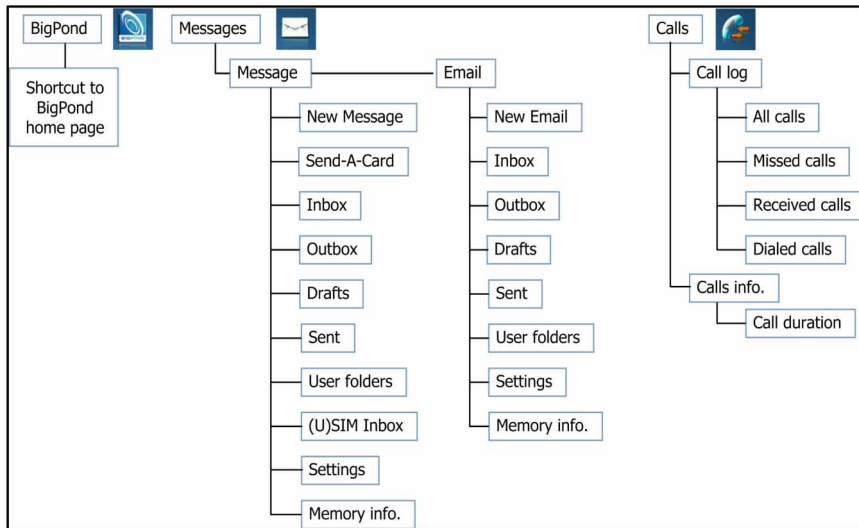 BigPond
BIGPOND
Shortcut to
BigPond
home page
Messages
Message
New Message
Send-A-Card
Inbox
Outbox
Drafts
Sent
User folders
(U)SIM Inbox
Settings
Memory info.
Email
New Email
Inbox
Outbox
Drafts
Sent
User folders
Settings
Memory info.
Calls
Call log
All calls
Missed calls
Received calls
Dialed calls
Calls info.
Call duration